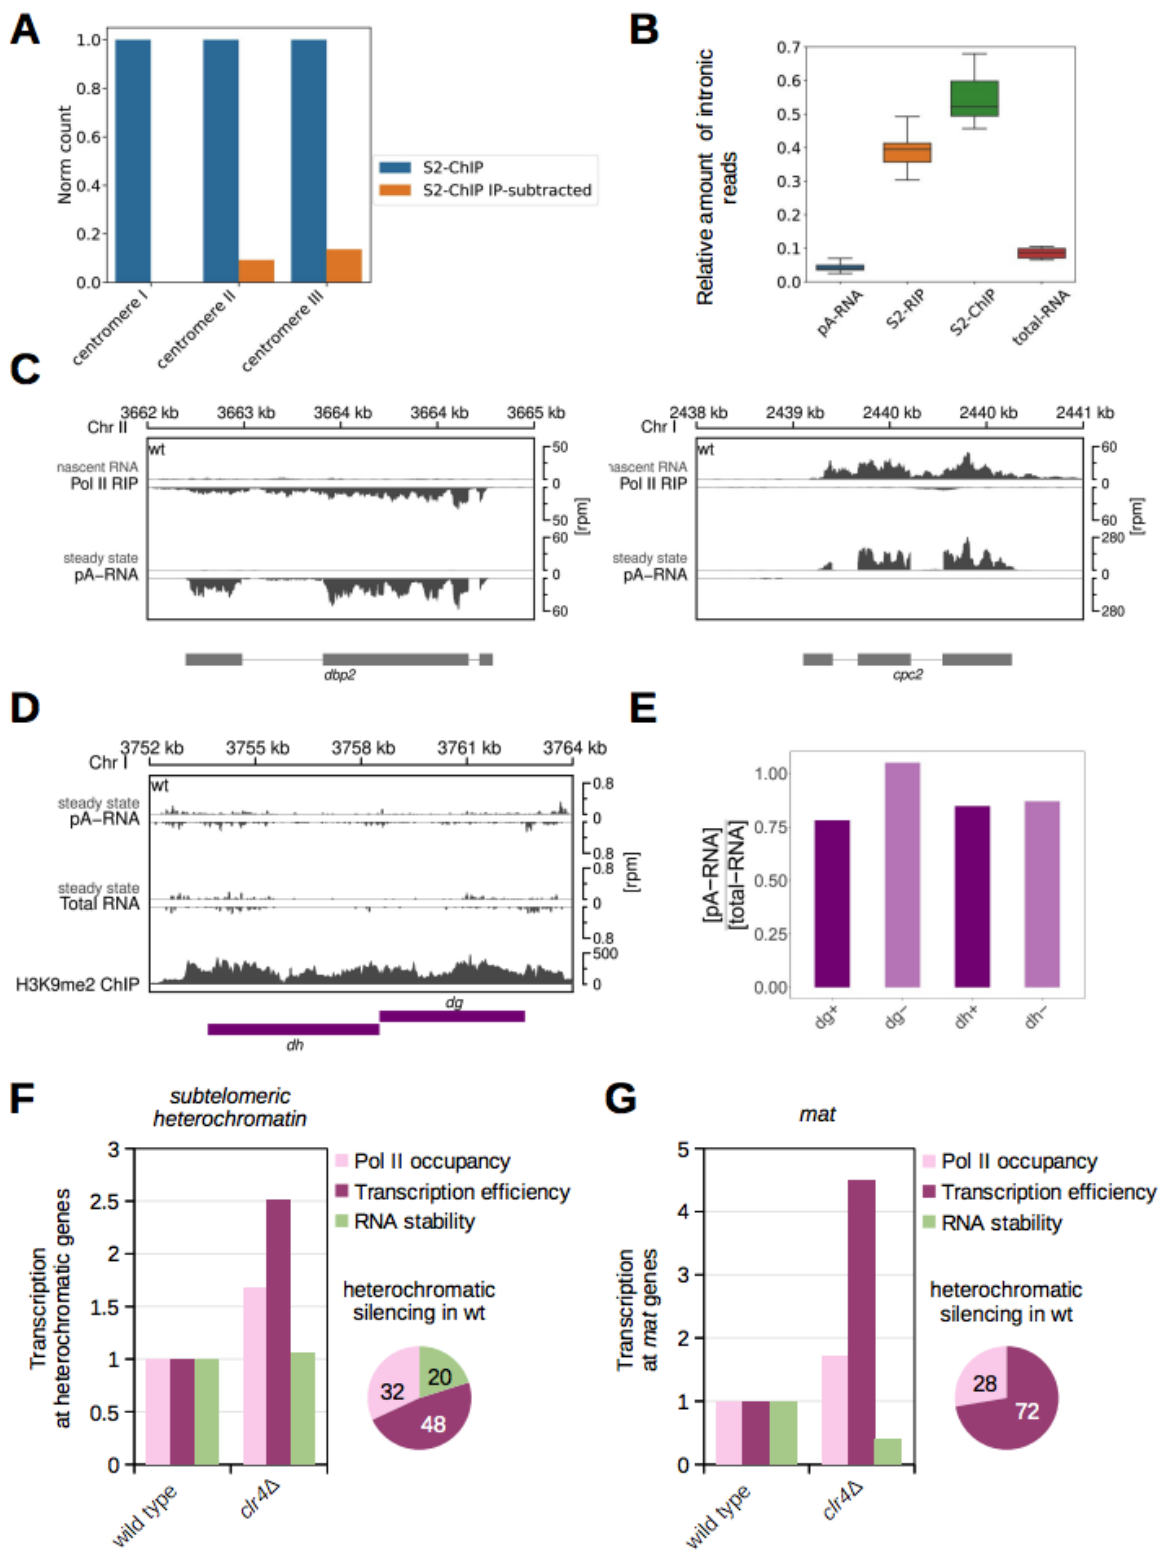 A
1.0
0.8
0.6
0.4
0.2
0.0
Norm count
centromere I
centromere II
centromere III
S2-ChIP
S2-ChIP IP-subtracted
B
Relative amount of intronic
reads
0.7
0.6
0.5
0.4
0.3
0.2
0.1
0.0
pA-RNA
S2-RIP
S2-ChIP
total-RNA
C
3662 kb 3663 kb 3664 kb 3664 kb 3665 kb
Chr II
wt
nascent RNA
Pol II RIP
50
0
50
steady state
pA−RNA
60
0
60
[rpm]
dbp2
2438 kb 2439 kb 2440 kb 2440 kb 2441 kb
Chr I
wt
nascent RNA
Pol II RIP
60
0
60
steady state
pA−RNA
280
0
280
[rpm]
cpc2
D
3752 kb 3755 kb 3758 kb 3761 kb 3764 kb
Chr I
wt
steady state
pA−RNA
0.8
0
0.8
steady state
Total RNA
0.8
0
0.8
[rpm]
H3K9me2 ChIP
500
0
dg
dh
E
[pA−RNA]
[total−RNA]
1.00
0.75
0.50
0.25
0.00
dg+
dg−
dh+
dh−
F
subtelomeric
heterochromatin
Transcription
at heterochromatic genes
3
2.5
2
1.5
1
0.5
0
wild type
clr4Δ
Pol II occupancy
Transcription efficiency
RNA stability
heterochromatic
silencing in wt
32
20
48
G
mat
Transcription
at mat genes
5
4
3
2
1
0
wild type
clr4Δ
Pol II occupancy
Transcription efficiency
RNA stability
heterochromatic
silencing in wt
28
72